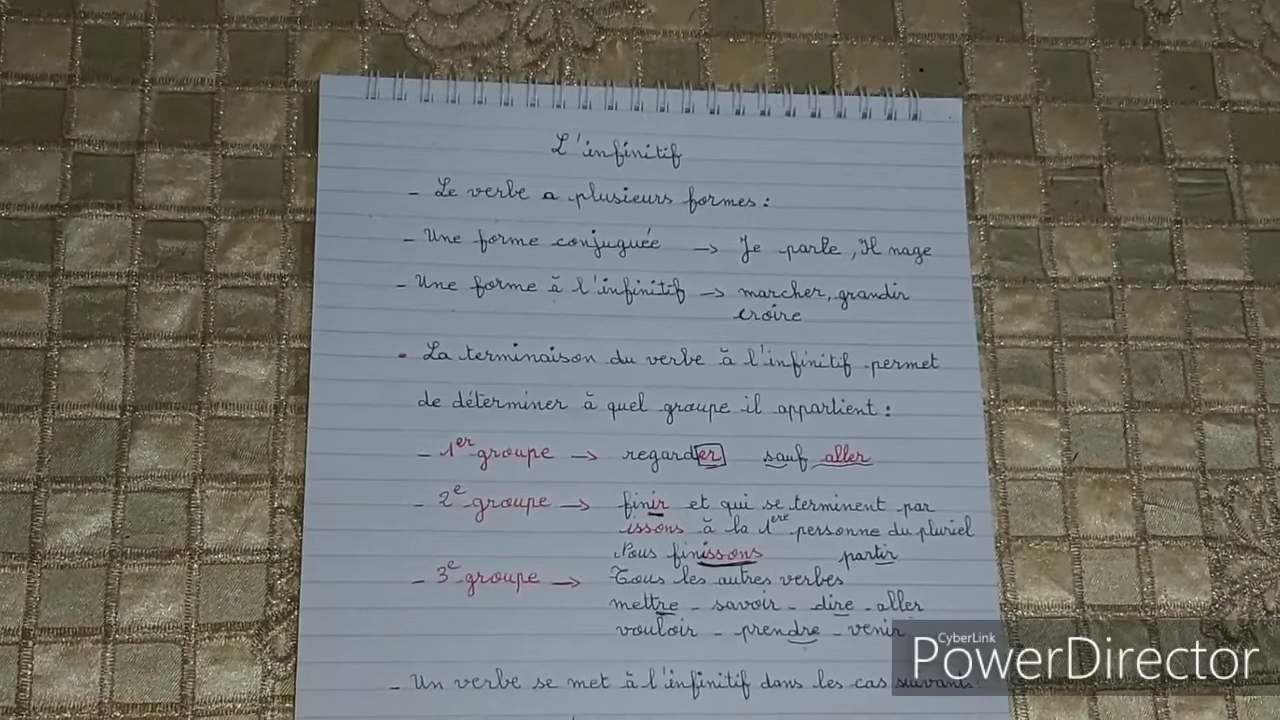 L'infinitif
- Le verbe a plusieurs formes :
- Une forme conjuguée → Je parle, Il nage
- Une forme à l'infinitif → marcher, grandir
croire
• La terminaison du verbe à l'infinitif permet
de déterminer à quel groupe il appartient :
- 1er groupe → regarder sauf aller
- 2e groupe → finir et qui se terminent par
issons à la 1ere personne du pluriel
Nous finissons partir
- 3e groupe → Tous les autres verbes
mettre - savoir - dire - aller
vouloir - prendre - venir
- Un verbe se met à l'infinitif dans les cas suivants
CyberLink
PowerDirector